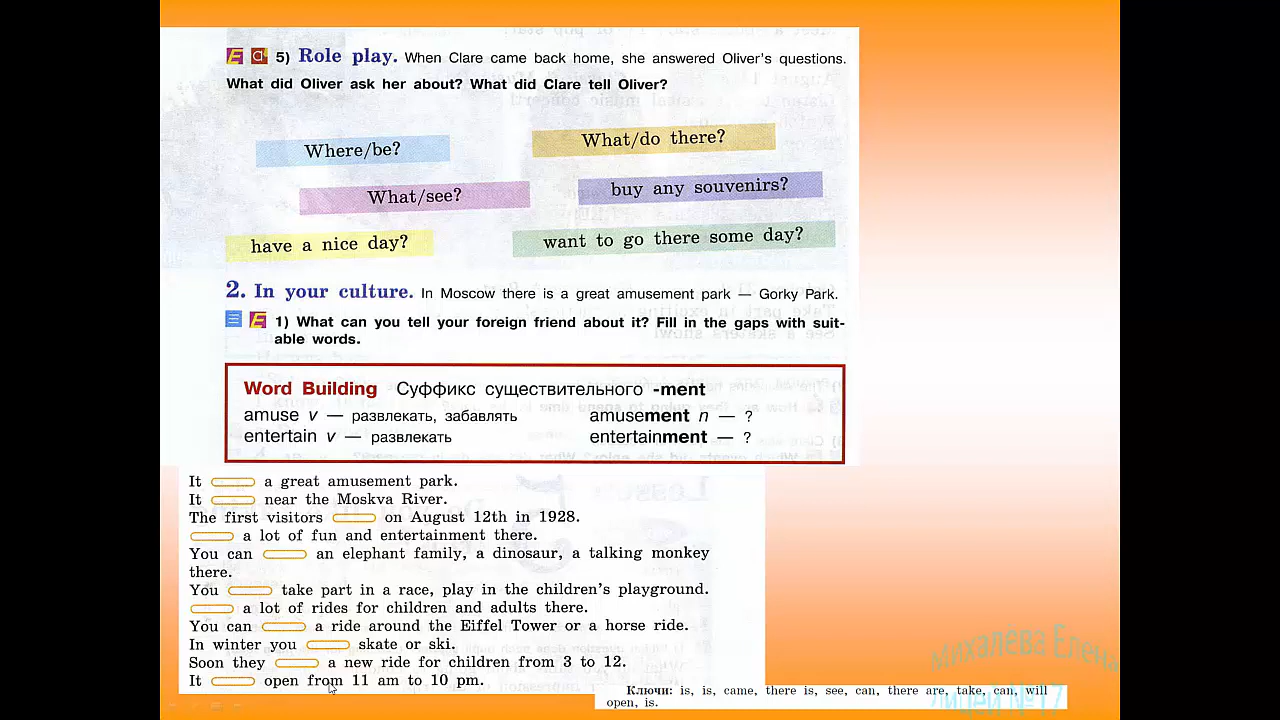 5) Role play. When Clare came back home, she answered Oliver's questions.
What did Oliver ask her about? What did Clare tell Oliver?
Where/be?
What/do there?
What/see?
buy any souvenirs?
have a nice day?
want to go there some day?
2. In your culture. In Moscow there is a great amusement park — Gorky Park.
1) What can you tell your foreign friend about it? Fill in the gaps with suit-
able words.
Word Building Суффикс существительного -ment
amuse v — развлекать, забавлять amusement n — ?
entertain v — развлекать entertainment — ?
It a great amusement park.
It near the Moskva River.
The first visitors on August 12th in 1928.
a lot of fun and entertainment there.
You can an elephant family, a dinosaur, a talking monkey
there.
You take part in a race, play in the children's playground.
a lot of rides for children and adults there.
You can a ride around the Eiffel Tower or a horse ride.
In winter you skate or ski.
Soon they a new ride for children from 3 to 12.
It open from 11 am to 10 pm.
Ключи: is, is, came, there is, see, can, there are, take, can, will
open, is.
Михалёва Елена
лицей №17